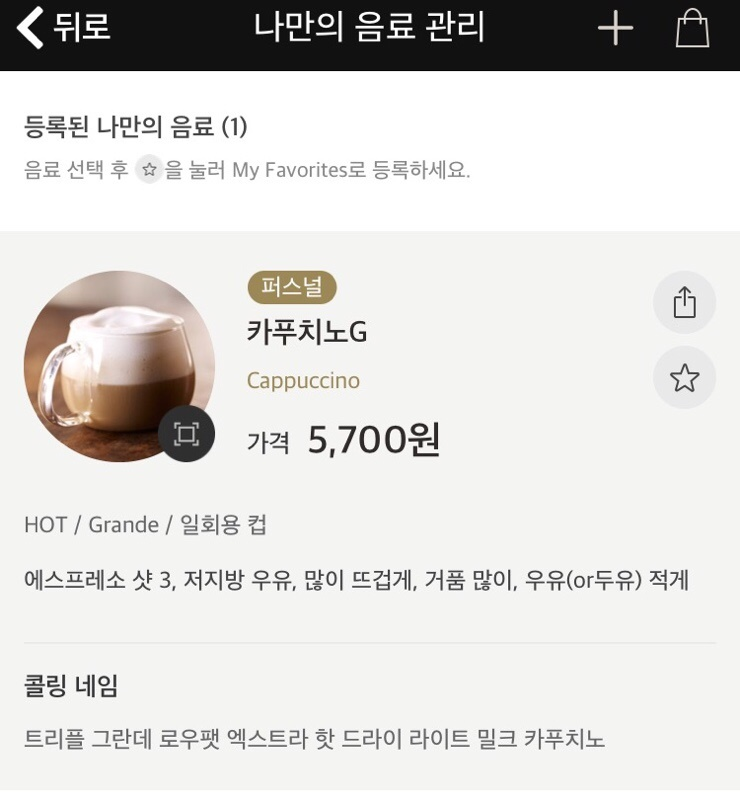 뒤로
나만의 음료 관리
등록된 나만의 음료 (1)
음료 선택 후 ☆을 눌러 My Favorites로 등록하세요.
퍼스널
카푸치노G
Cappuccino
가격 5,700원
HOT / Grande / 일회용 컵
에스프레소 샷 3, 저지방 우유, 많이 뜨겁게, 거품 많이, 우유(or두유) 적게
콜링 네임
트리플 그란데 로우팻 엑스트라 핫 드라이 라이트 밀크 카푸치노